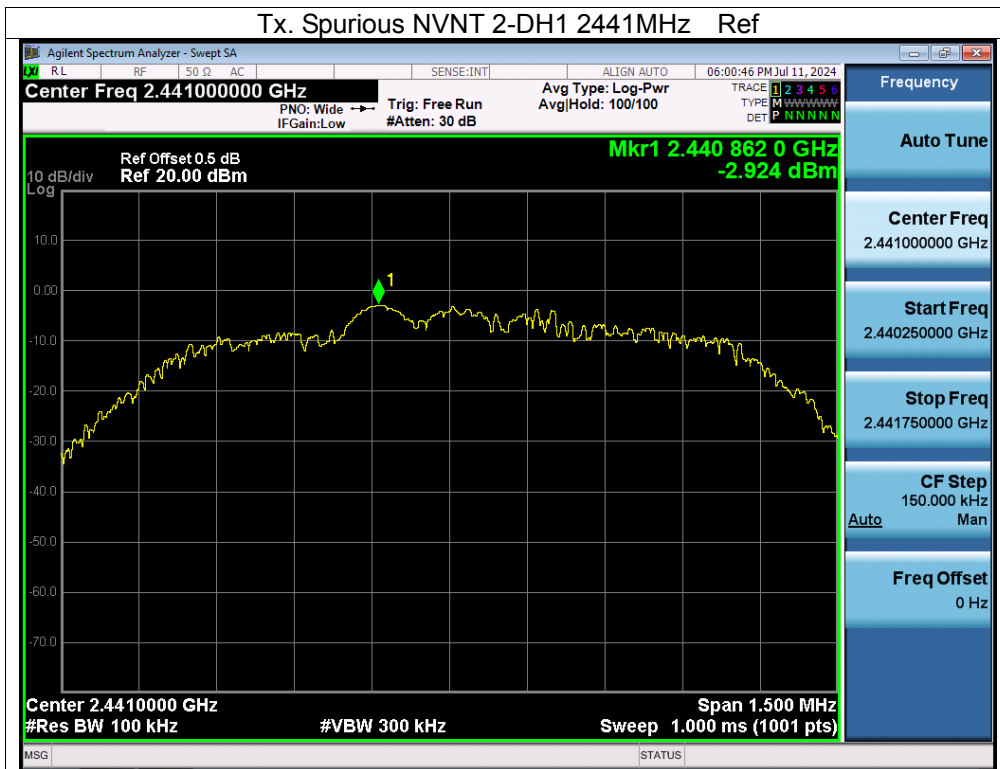 Tx. Spurious NVNT 2-DH1 2441MHz Ref
Agilent Spectrum Analyzer - Swept SA
LXI RL RF 50 Ω AC SENSE:INT ALIGN AUTO 06:00:46 PM Jul 11, 2024
Center Freq 2.441000000 GHz
PNO: Wide
IFGain:Low
Trig: Free Run
#Atten: 30 dB
Avg Type: Log-Pwr
Avg|Hold: 100/100
TRACE 1 2 3 4 5 6
TYPE M WWWWW
DET P N N N N N
Frequency
Auto Tune
Center Freq
2.441000000 GHz
Start Freq
2.440250000 GHz
Stop Freq
2.441750000 GHz
CF Step
150.000 kHz
Auto Man
Freq Offset
0 Hz
Ref Offset 0.5 dB
10 dB/div Ref 20.00 dBm
Log
Mkr1 2.440 862 0 GHz
-2.924 dBm
10.0
0.00
-10.0
-20.0
-30.0
-40.0
-50.0
-60.0
-70.0
1
Center 2.4410000 GHz Span 1.500 MHz
#Res BW 100 kHz #VBW 300 kHz Sweep 1.000 ms (1001 pts)
MSG STATUS